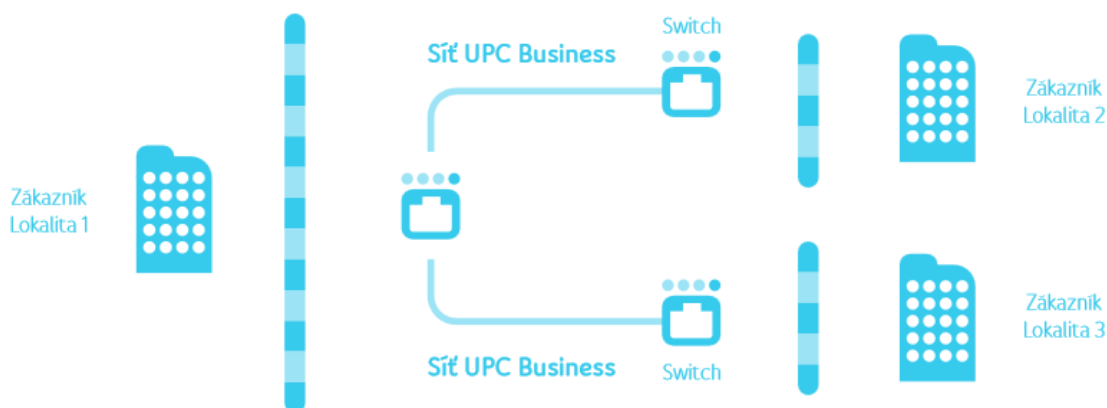 Switch
Síť UPC Business
Zákazník
Lokalita 2
Zákazník
Lokalita 1
Zákazník
Lokalita 3
Síť UPC Business
Switch